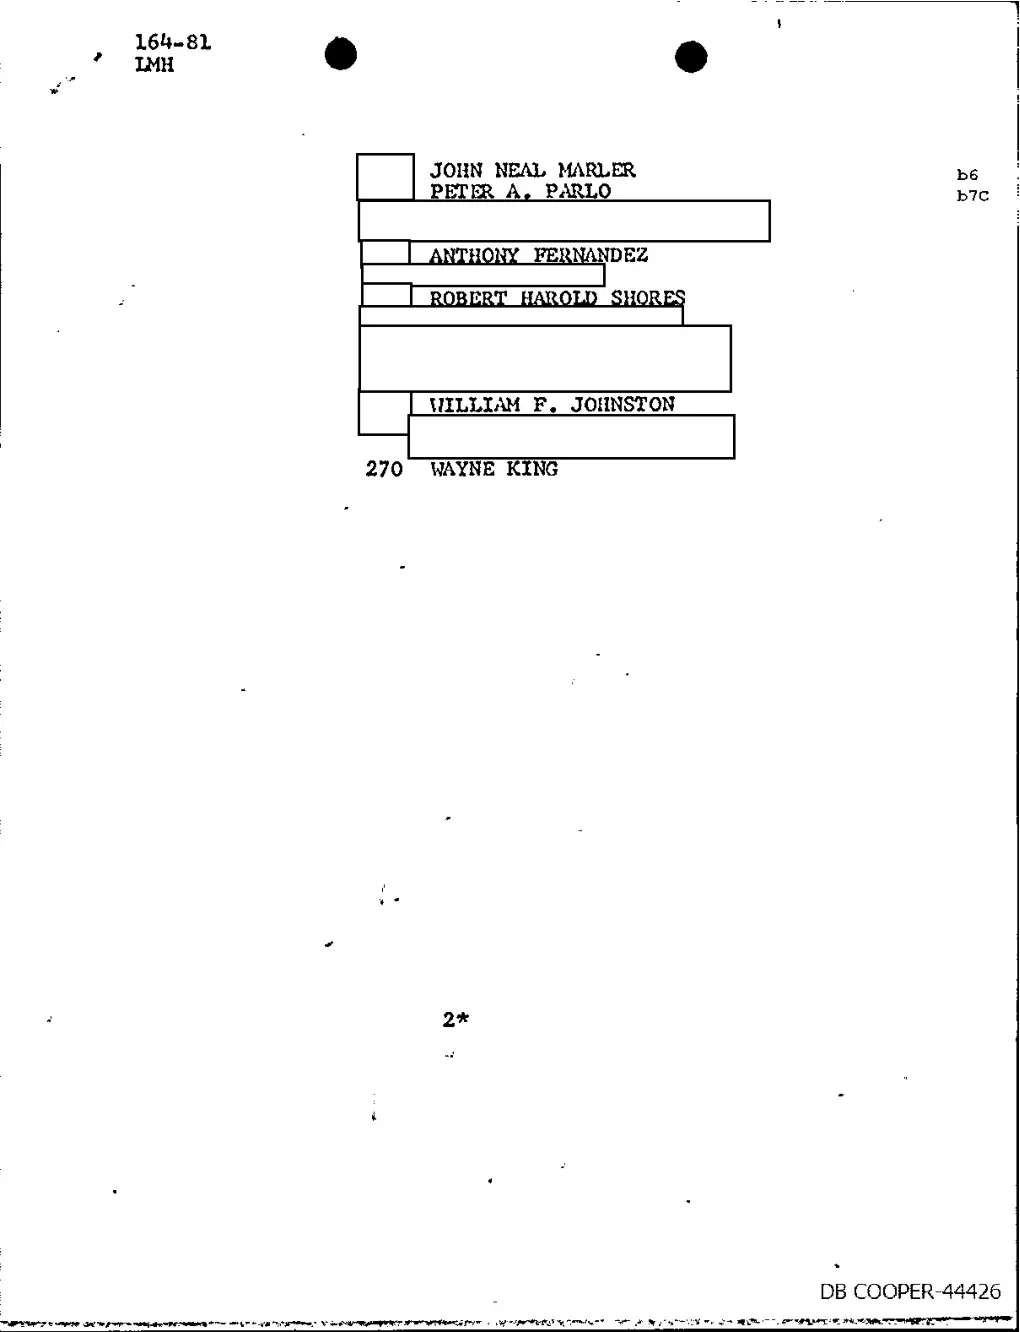 164-81
LMH
JOHN NEAL MARLER
b6
PETER A. PARLO
b7C
ANTHONY FERNANDEZ
ROBERT HAROLD SHORES
WILLIAM F. JOHNSTON
270 WAYNE KING
2*
DB COOPER-44426